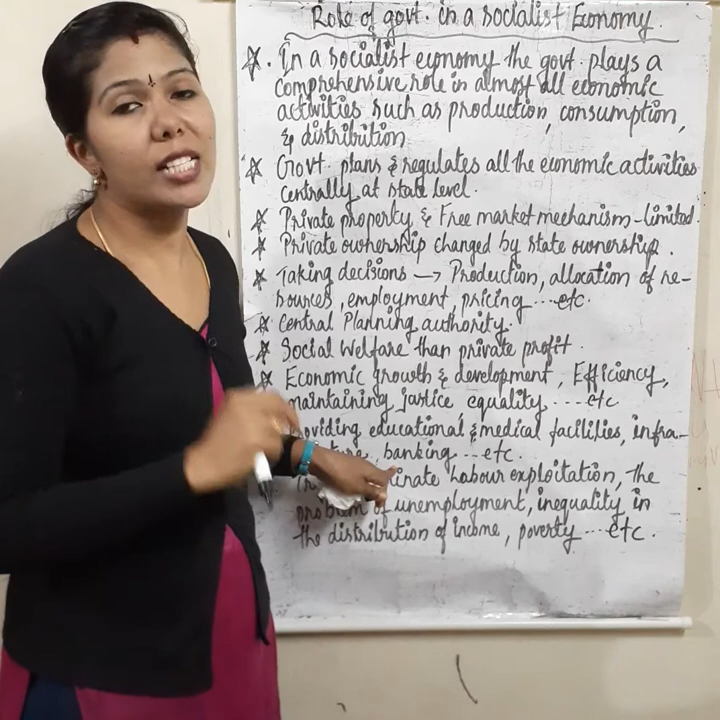 Role of govt. in a socialist Economy.
☆. In a socialist economy the govt. plays a
comprehensive role in almost all economic
activities such as production, consumption,
& distribution
☆ Govt. plans & regulates all the economic activities
centrally at state level.
☆ Private property & Free market mechanism - limited.
☆ Private ownership changed by state ownership.
☆ Taking decisions → Production, allocation of re-
sources, employment, pricing ... etc.
☆ Central Planning authority.
☆ Social Welfare than private profit.
☆ Economic growth & development, Efficiency,
maintaining justice equality .... etc
roviding educational & medical facilities, infra-
ture, banking ... etc.
inate Labour exploitation, the
problem of unemployment, inequality in
the distribution of income, poverty .... etc.